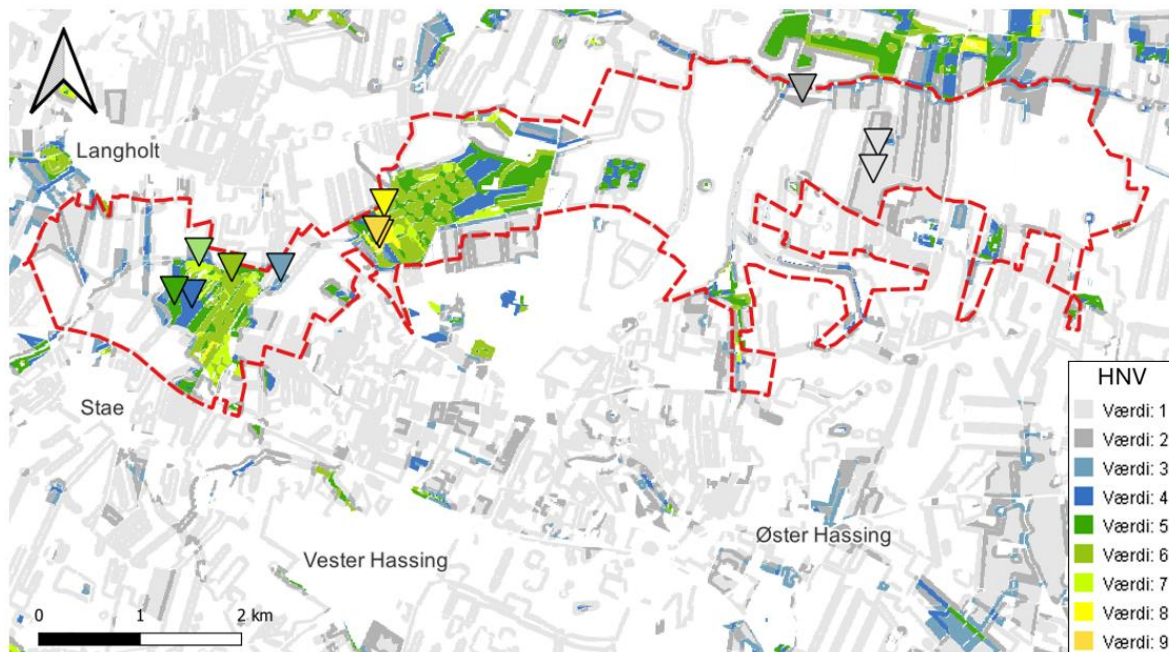 Langholt
Stae
Vester Hassing
Øster Hassing
0 1 2 km
HNV
Værdi: 1
Værdi: 2
Værdi: 3
Værdi: 4
Værdi: 5
Værdi: 6
Værdi: 7
Værdi: 8
Værdi: 9